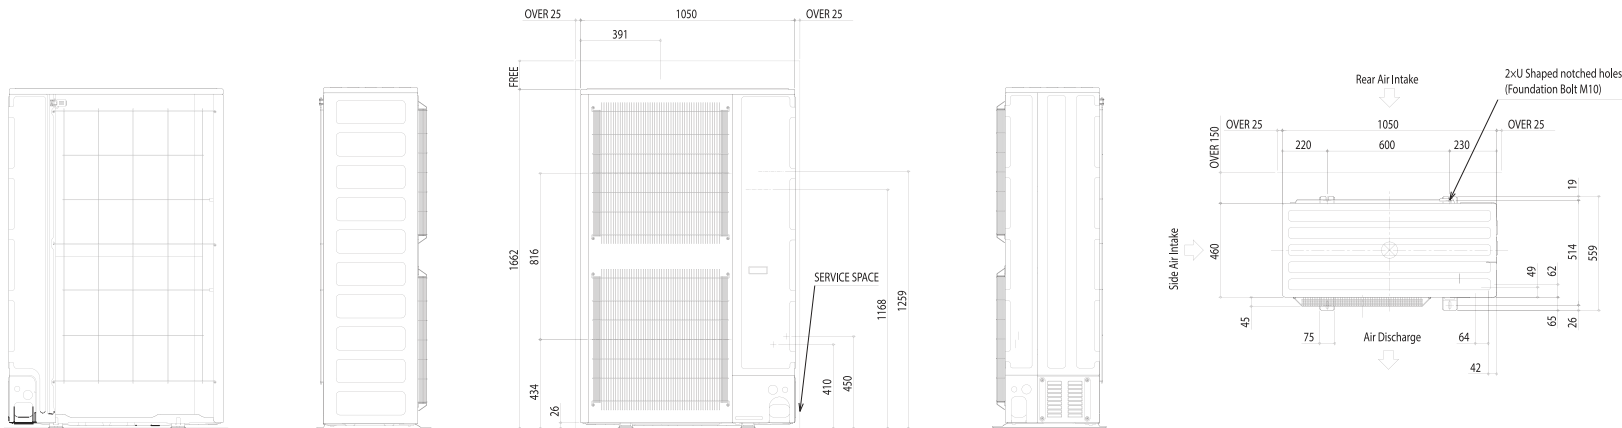 OVER 25
1050
OVER 25
391
FREE
1662
816
434
26
SERVICE SPACE
1168
1259
410
450
Rear Air Intake
2×U Shaped notched holes
(Foundation Bolt M10)
OVER 25
1050
OVER 25
OVER 150
220
600
230
19
Side Air Intake
460
49
62
514
559
45
65
26
75
Air Discharge
64
42